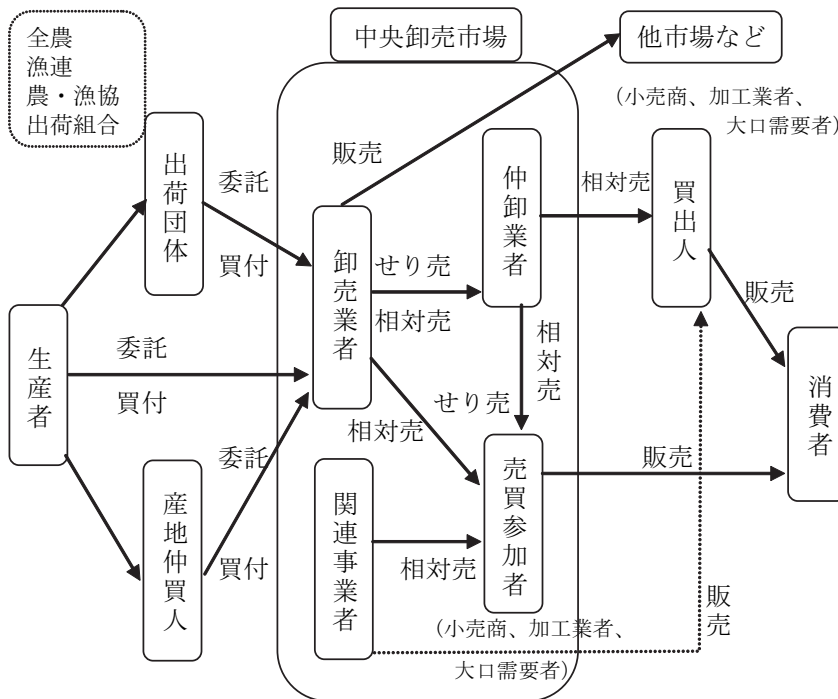 全農
漁連
農・漁協
出荷組合
中央卸売市場
他市場など
(小売商、加工業者、
大口需要者)
出荷団体
委託
買付
販売
卸売業者
せり売
相対売
仲卸業者
相対売
買出人
販売
生産者
委託
買付
相対売
せり売
相対売
消費者
産地仲買人
委託
買付
関連事業者
相対売
売買参加者
販売
販売
(小売商、加工業者、
大口需要者)